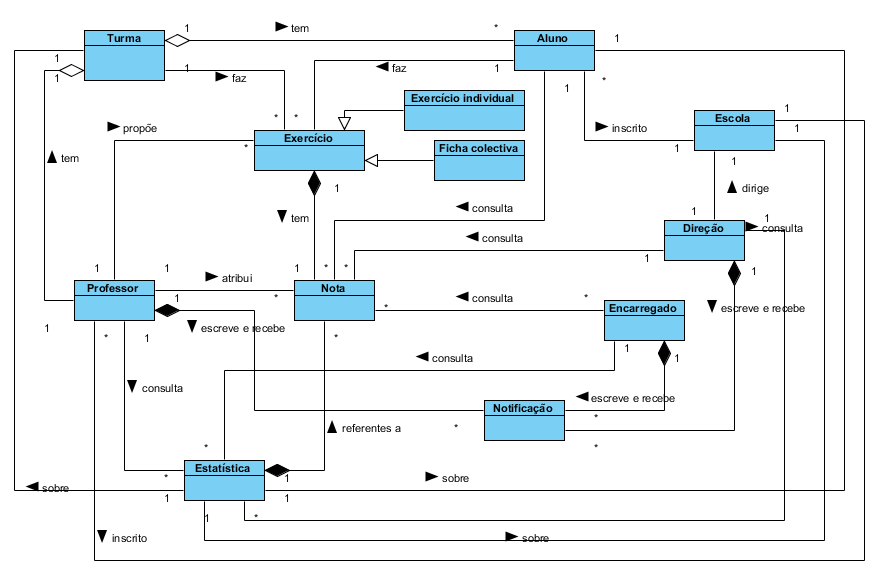 1 tem * 1
Turma Aluno
1
1 1 faz faz 1 *
1 Exercício individual
* * Escola 1
propõe Exercício inscrito 1
* Ficha colectiva 1
tem 1
1 dirige
tem consulta 1 1
Direção consulta
consulta
1 1 1 * * 1 1
atribui
Professor Nota
1 * consulta * Encarregado
* escreve e recebe
1 escreve e recebe
* 1 * 1 1
consulta
consulta escreve e recebe
Notificação *
referentes a *
* *
Estatística
* 1 sobre
sobre 1 1
1 *
inscrito sobre